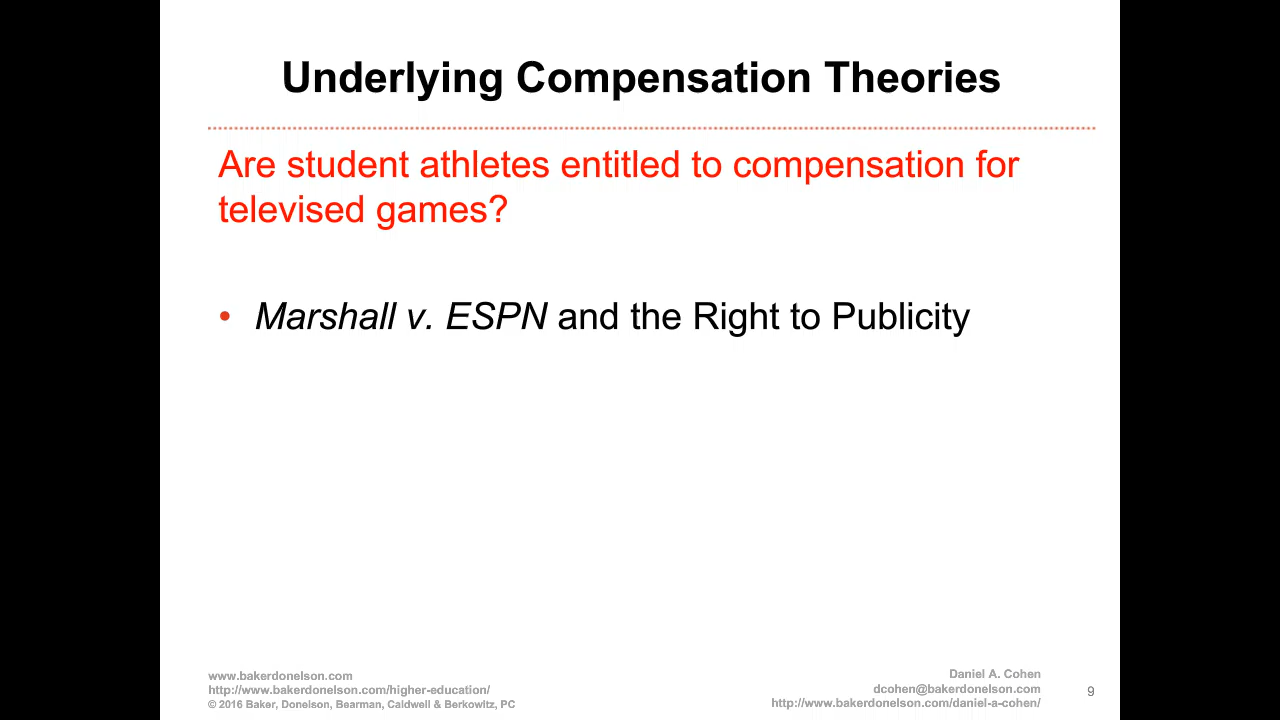 Underlying Compensation Theories
Are student athletes entitled to compensation for
televised games?
• Marshall v. ESPN and the Right to Publicity
www.bakerdonelson.com
http://www.bakerdonelson.com/higher-education/
© 2016 Baker, Donelson, Bearman, Caldwell & Berkowitz, PC
Daniel A. Cohen
dcohen@bakerdonelson.com
http://www.bakerdonelson.com/daniel-a-cohen/
9